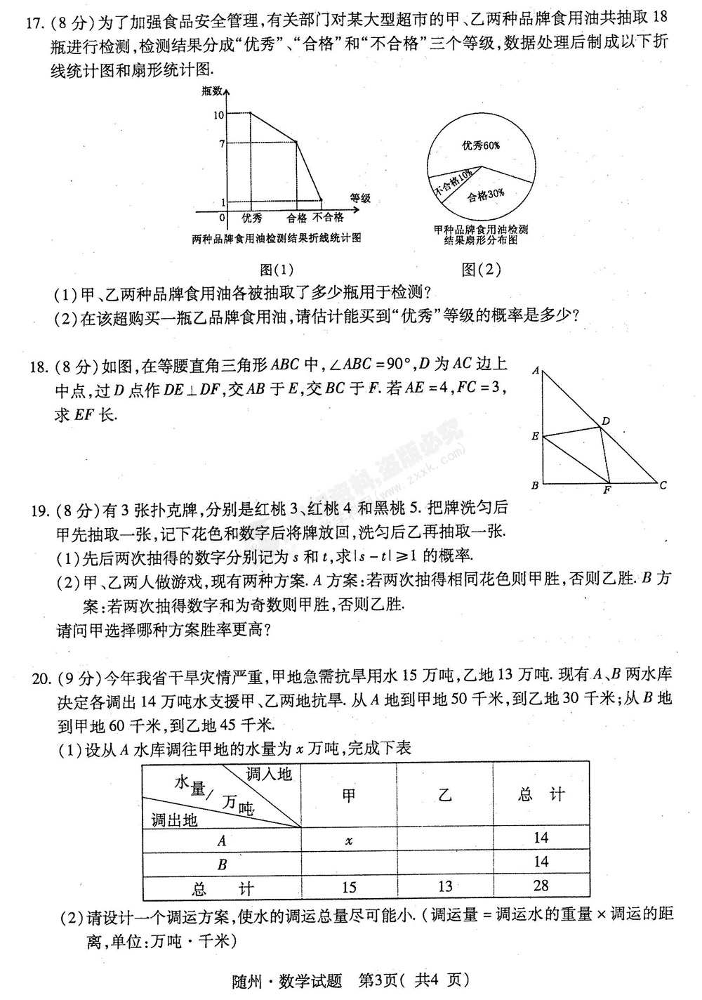 17. (8 分)为了加强食品安全管理,有关部门对某大型超市的甲、乙两种品牌食用油共抽取 18
瓶进行检测,检测结果分成“优秀”、“合格”和“不合格”三个等级,数据处理后制成以下折
线统计图和扇形统计图.
瓶数
10
7
1
0
优秀
合格
不合格
等级
两种品牌食用油检测结果折线统计图
图(1)
优秀60%
不合格10%
合格30%
甲种品牌食用油检测
结果扇形分布图
图(2)
(1)甲、乙两种品牌食用油各被抽取了多少瓶用于检测?
(2)在该超购买一瓶乙品牌食用油,请估计能买到“优秀”等级的概率是多少?
18. (8 分)如图,在等腰直角三角形 ABC 中,∠ABC=90°,D 为 AC 边上
中点,过 D 点作 DE⊥DF,交 AB 于 E,交 BC 于 F. 若 AE=4,FC=3,
求 EF 长.
A
D
E
B
F
C
19. (8 分)有 3 张扑克牌,分别是红桃 3、红桃 4 和黑桃 5. 把牌洗匀后
甲先抽取一张,记下花色和数字后将牌放回,洗匀后乙再抽取一张.
(1)先后两次抽得的数字分别记为 s 和 t,求|s-t|≥1 的概率.
(2)甲、乙两人做游戏,现有两种方案. A 方案:若两次抽得相同花色则甲胜,否则乙胜. B 方
案:若两次抽得数字和为奇数则甲胜,否则乙胜.
请问甲选择哪种方案胜率更高?
20. (9 分)今年我省干旱灾情严重,甲地急需抗旱用水 15 万吨,乙地 13 万吨. 现有 A、B 两水库
决定各调出 14 万吨水支援甲、乙两地抗旱. 从 A 地到甲地 50 千米,到乙地 30 千米;从 B 地
到甲地 60 千米,到乙地 45 千米.
(1)设从 A 水库调往甲地的水量为 x 万吨,完成下表
水量/万吨 调入地 调出地 甲 乙 总 计
A x 14
B 14
总 计 15 13 28
(2)请设计一个调运方案,使水的调运总量尽可能小. (调运量=调运水的重量×调运的距
离,单位:万吨·千米)
随州·数学试题 第3页( 共4 页)